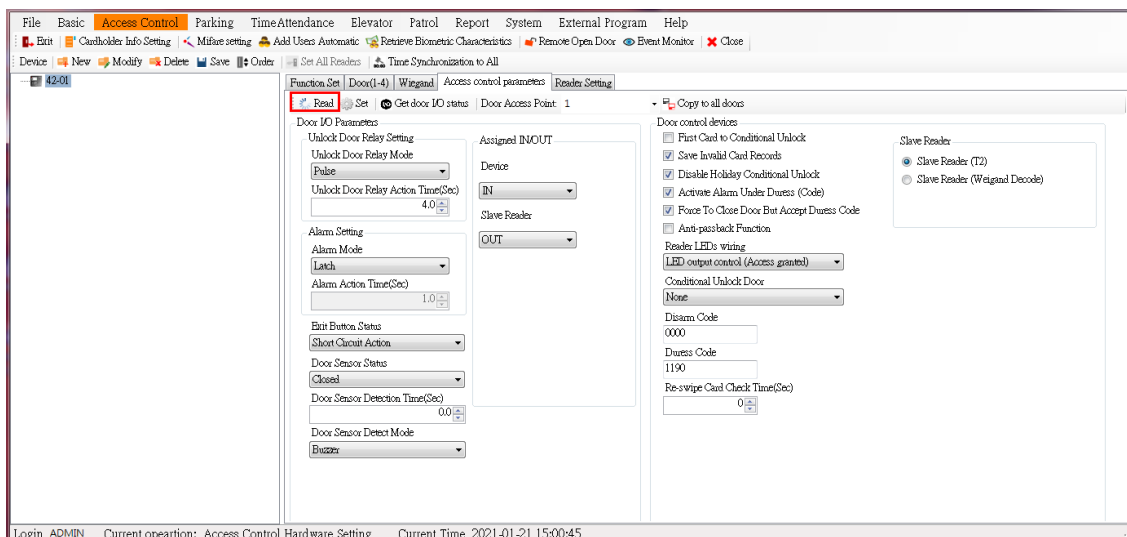 File Basic Access Control Parking TimeAttendance Elevator Patrol Report System External Program Help
Exit Cardholder Info Setting Mifare setting Add Users Automatic Retrieve Biometric Characteristics Remote Open Door Event Monitor Close
Device New Modify Delete Save Order Set All Readers Time Synchronization to All
42-01
Function Set Door(1-4) Wiegand Access control parameters Reader Setting
Read Set Get door I/O status Door Access Point: 1 Copy to all doors
Door I/O Parameters
Unlock Door Relay Setting
Unlock Door Relay Mode
Pulse
Unlock Door Relay Action Time(Sec)
4.0
Alarm Setting
Alarm Mode
Latch
Alarm Action Time(Sec)
1.0
Exit Button Status
Short Circuit Action
Door Sensor Status
Closed
Door Sensor Detection Time(Sec)
0.0
Door Sensor Detect Mode
Buzzer
Assigned IN/OUT
Device
IN
Slave Reader
OUT
Door control devices
First Card to Conditional Unlock
Save Invalid Card Records
Disable Holiday Conditional Unlock
Activate Alarm Under Duress (Code)
Force To Close Door But Accept Duress Code
Anti-passback Function
Reader LEDs wiring
LED output control (Access granted)
Conditional Unlock Door
None
Disarm Code
0000
Duress Code
1190
Re-swipe Card Check Time(Sec)
0
Slave Reader
Slave Reader (T2)
Slave Reader (Weigand Decode)
Login ADMIN Current opeartion: Access Control Hardware Setting Current Time 2021-01-21 15:00:45